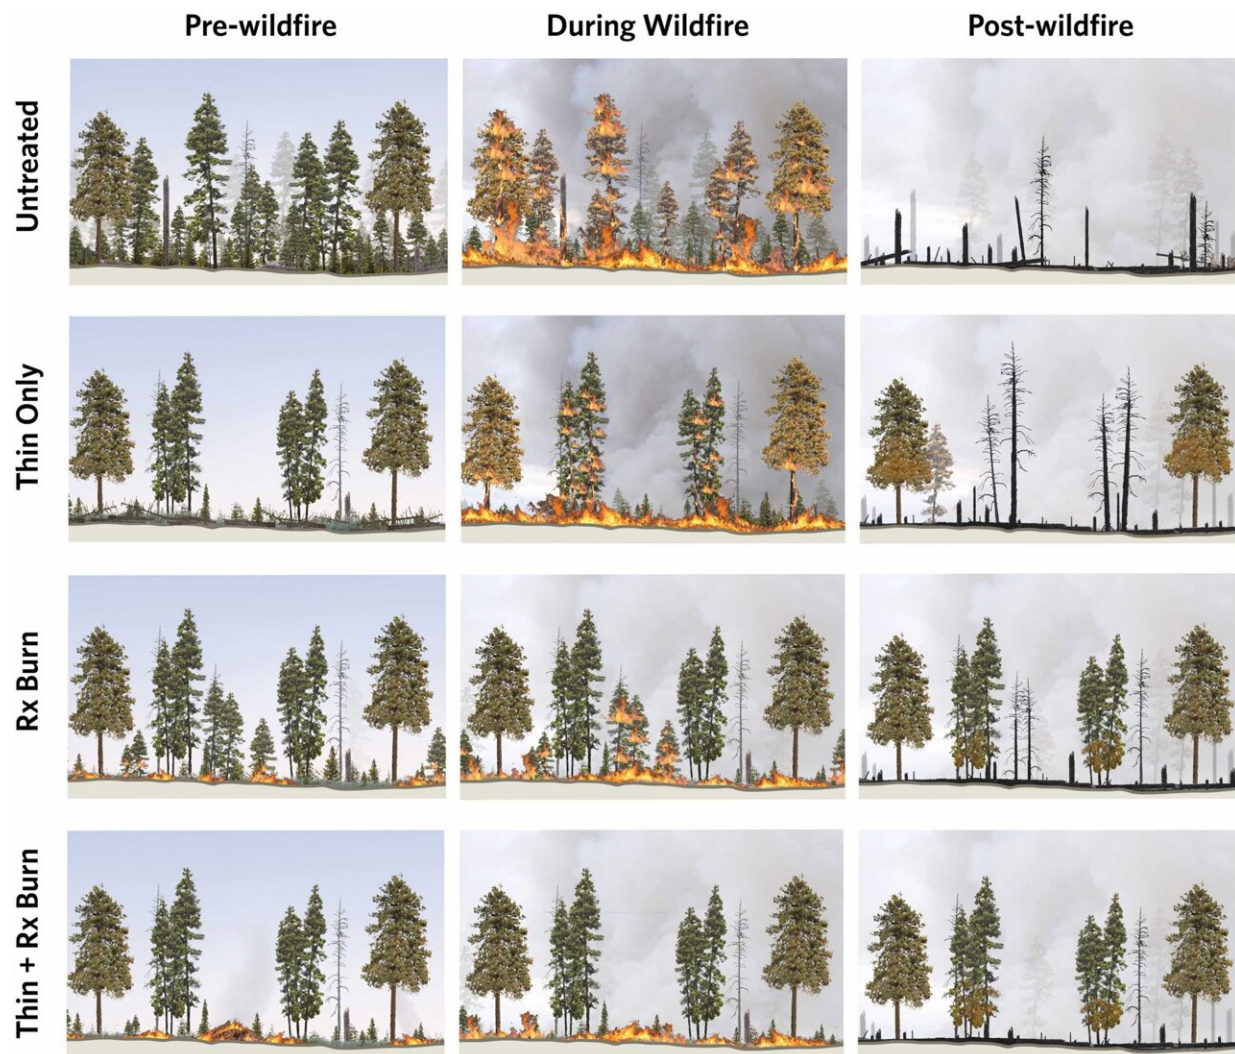 Pre-wildfire
During Wildfire
Post-wildfire
Untreated
Thin Only
Rx Burn
Thin + Rx Burn